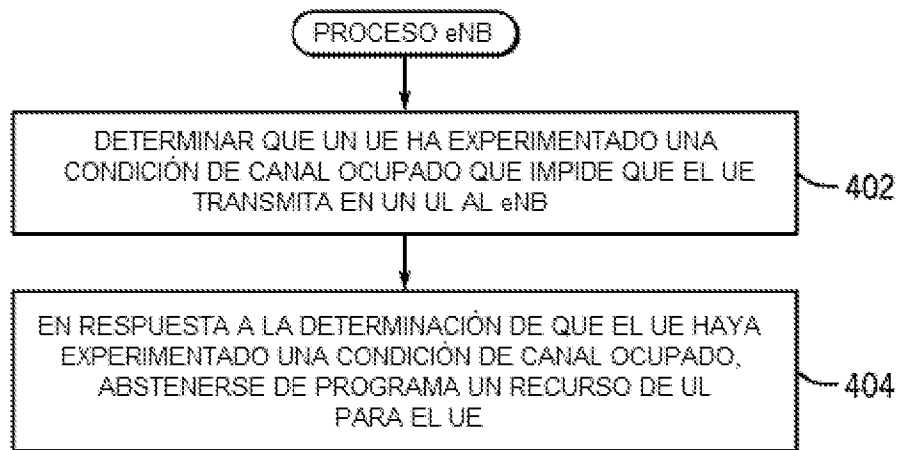 PROCESO eNB
DETERMINAR QUE UN UE HA EXPERIMENTADO UNA
CONDICIÓN DE CANAL OCUPADO QUE IMPIDE QUE EL UE
TRANSMITA EN UN UL AL eNB
402
EN RESPUESTA A LA DETERMINACIÓN DE QUE EL UE HAYA
EXPERIMENTADO UNA CONDICIÓN DE CANAL OCUPADO,
ABSTENERSE DE PROGRAMA UN RECURSO DE UL
PARA EL UE
404